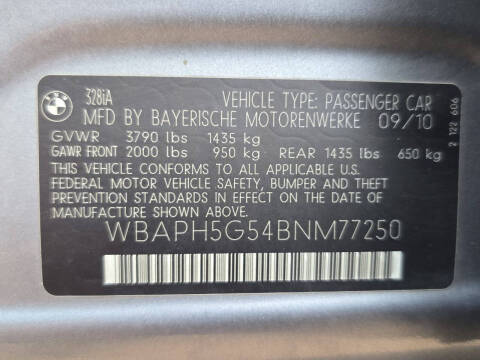 BMW
328iA
VEHICLE TYPE: PASSENGER CAR
MFD BY BAYERISCHE MOTORENWERKE 09/10
GVWR 3790 lbs 1435 kg
GAWR FRONT 2000 lbs 950 kg REAR 1435 lbs 650 kg
THIS VEHICLE CONFORMS TO ALL APPLICABLE U.S.
FEDERAL MOTOR VEHICLE SAFETY, BUMPER AND THEFT
PREVENTION STANDARDS IN EFFECT ON THE DATE OF
MANUFACTURE SHOWN ABOVE.
WBAPH5G54BNM77250
2 122 606